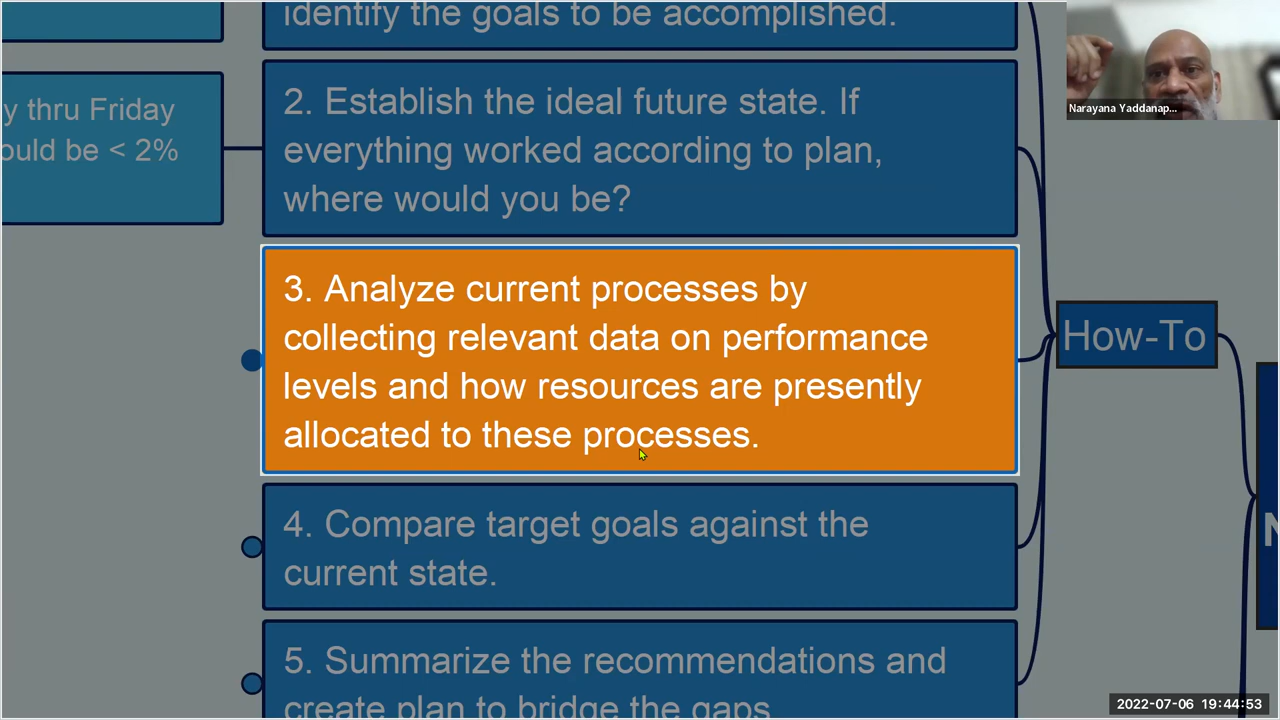 identify the goals to be accomplished.
y thru Friday
ould be < 2%
2. Establish the ideal future state. If
everything worked according to plan,
where would you be?
3. Analyze current processes by
collecting relevant data on performance
levels and how resources are presently
allocated to these processes.
4. Compare target goals against the
current state.
5. Summarize the recommendations and
create plan to bridge the gaps
How-To
N
Narayana Yaddanap...
2022-07-06 19:44:53